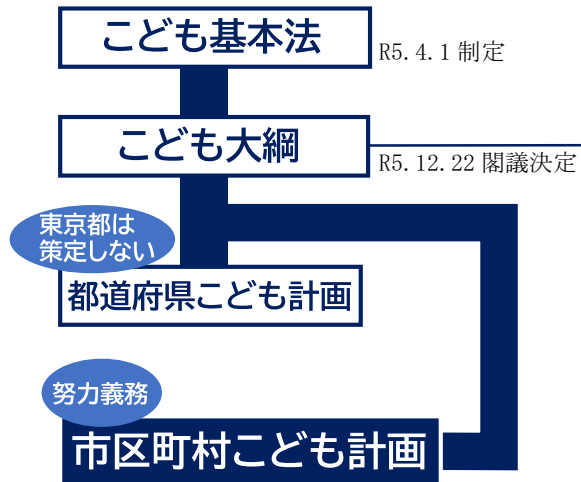 こども基本法
R5.4.1 制定
こども大綱
R5.12.22 閣議決定
東京都は
策定しない
都道府県こども計画
努力義務
市区町村こども計画